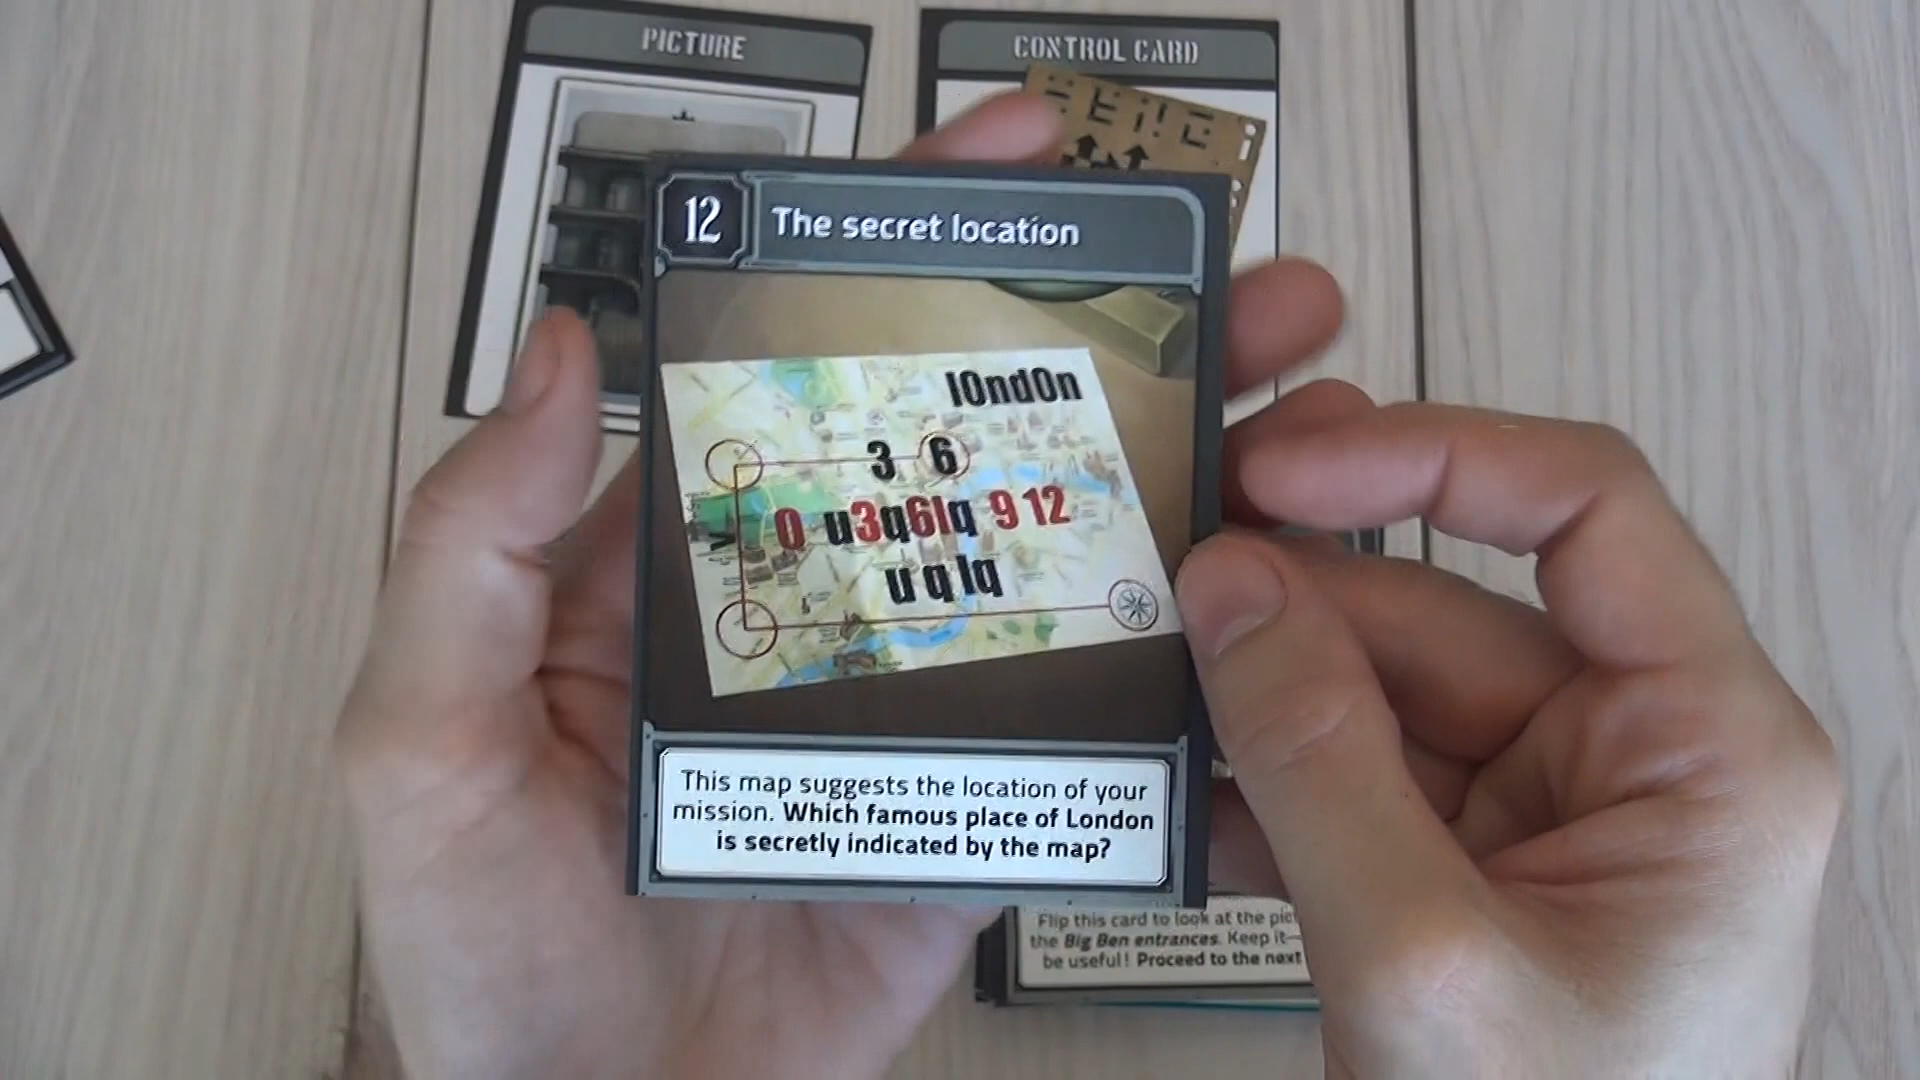 PICTURE
CONTROL CARD
12
The secret location
l0nd0n
3 6
0 u3q6lq 9 12
u q lq
This map suggests the location of your
mission. Which famous place of London
is secretly indicated by the map?
Flip this card to look at the
the Big Ben entrances. Keep it—
be useful! Proceed to the next